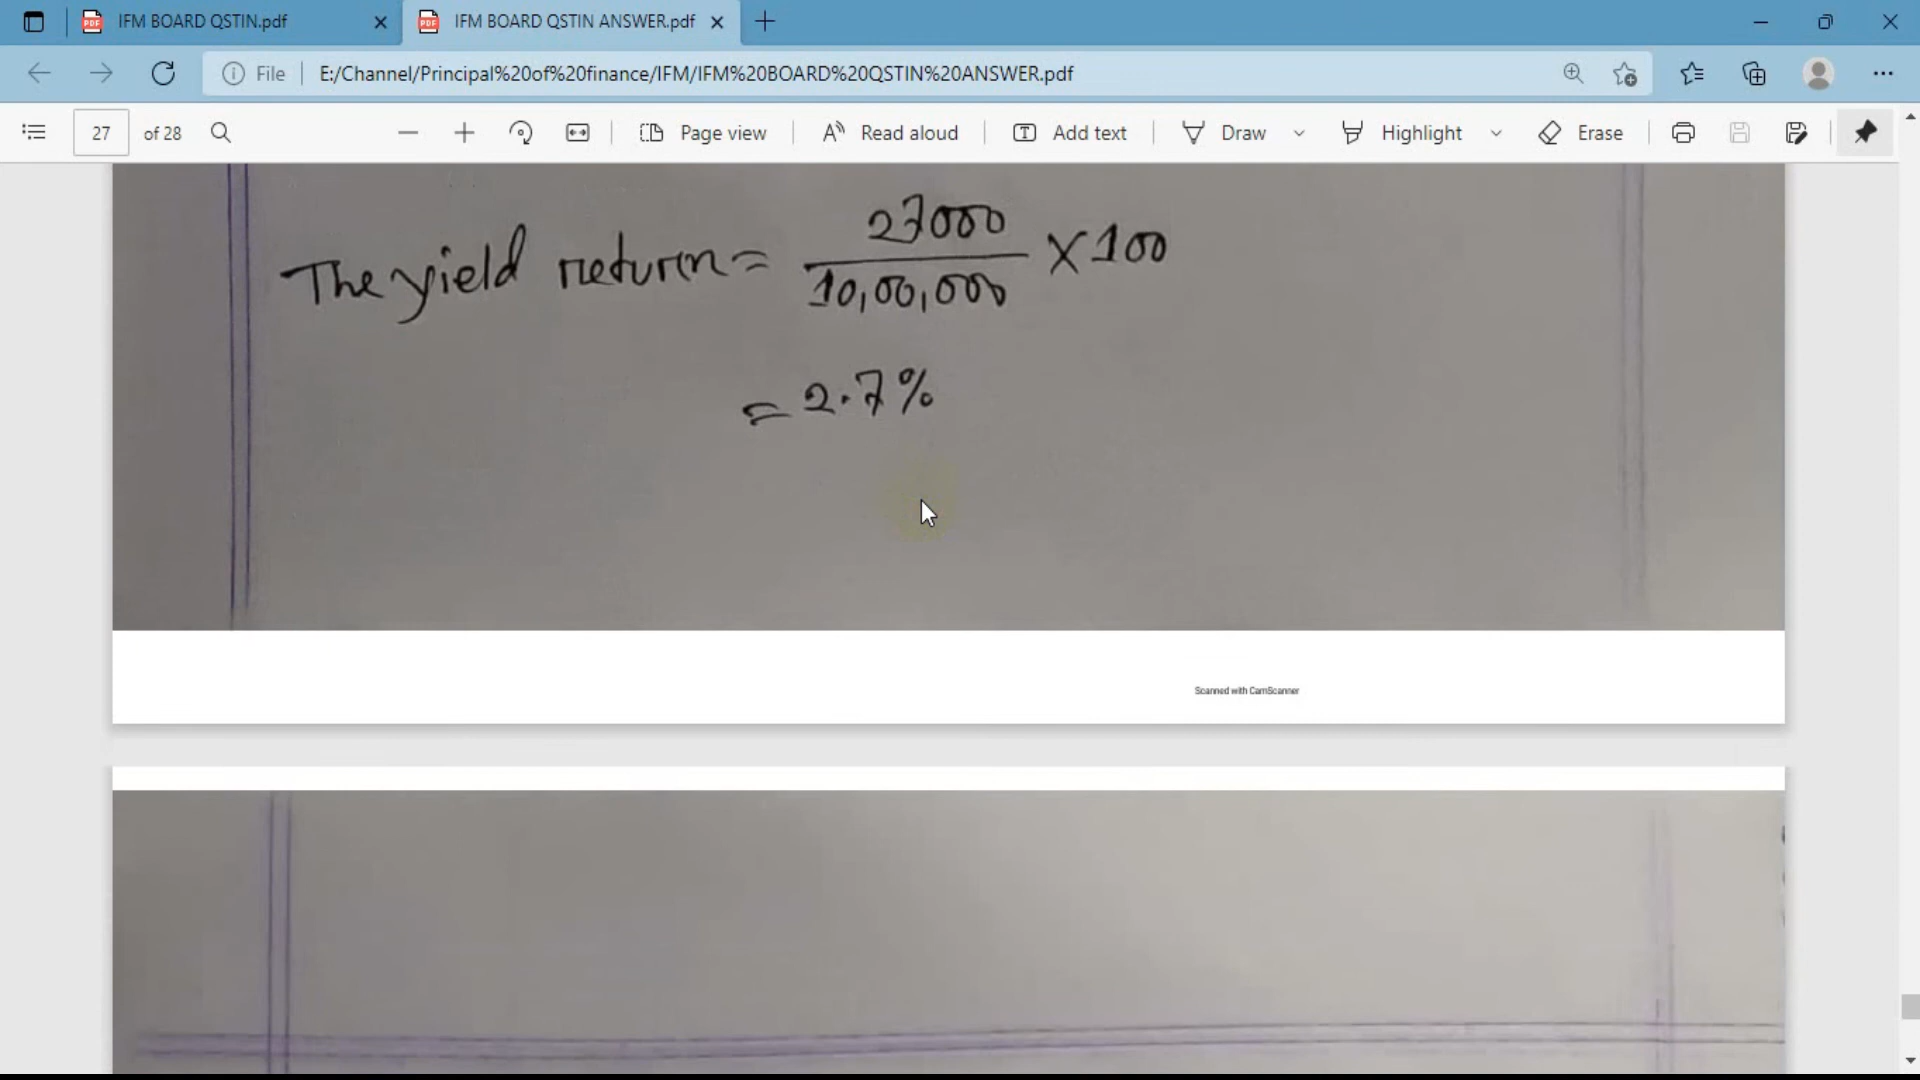 IFM BOARD QSTIN.pdf
IFM BOARD QSTIN ANSWER.pdf
File
E:/Channel/Principal%20of%20finance/IFM/IFM%20BOARD%20QSTIN%20ANSWER.pdf
27 of 28
Page view
Read aloud
Add text
Draw
Highlight
Erase
The yield return = 27000 / 10,00,000 × 100
= 2.7%
Scanned with CamScanner